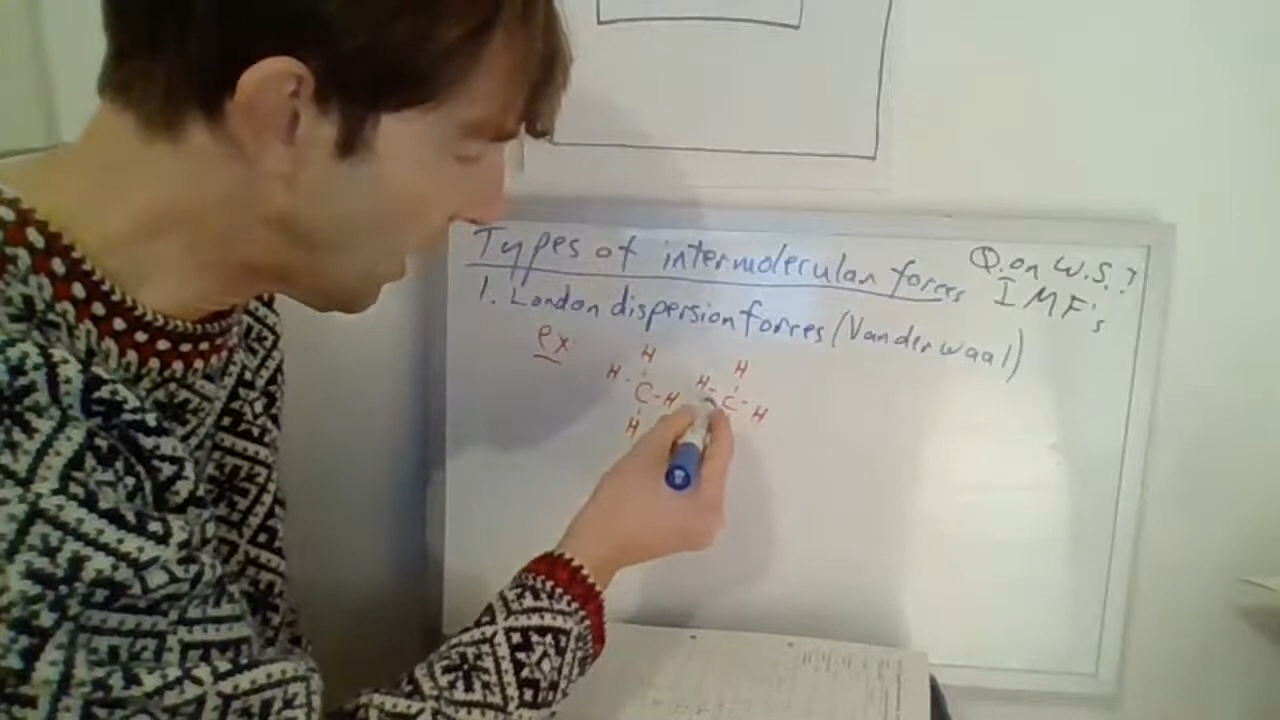 Types of intermolecular forces
Q. on W.S.?
IMF's
1. London dispersion forces (Vanderwaal)
ex
H H
H H
C-H -C-
H H